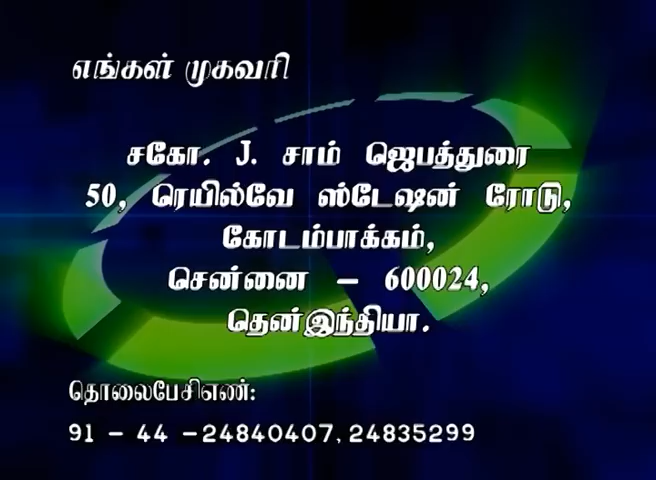 எங்கள் முகவரி
சகோ. J. சாம் ஜெபத்துரை
50, ரெயில்வே ஸ்டேஷன் ரோடு,
கோடம்பாக்கம்,
சென்னை – 600024,
தென்இந்தியா.
தொலைபேசிஎண்:
91 – 44 –24840407, 24835299